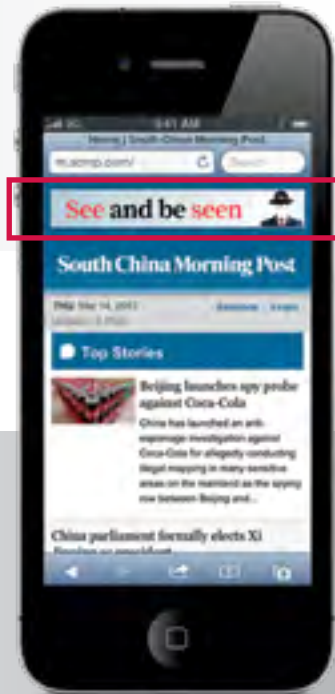 9:41 AM
Home | South China Morning Post
m.scmp.com/
Search
See and be seen
South China Morning Post
Thu Mar 14, 2013
Top Stories
Beijing launches spy probe
against Coca-Cola
China has launched an anti-
espionage investigation against
Coca-Cola for allegedly conducting
illegal mapping in many sensitive
areas on the mainland as the spying
row between Beijing and...
China parliament formally elects Xi